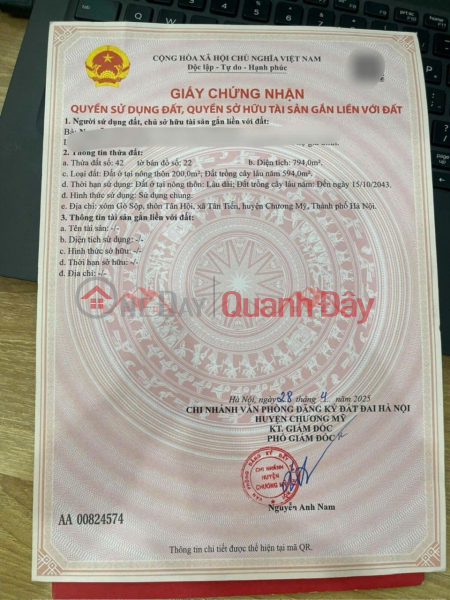 CỘNG HÒA XÃ HỘI CHỦ NGHĨA VIỆT NAM
Độc lập - Tự do - Hạnh phúc
GIẤY CHỨNG NHẬN
QUYỀN SỬ DỤNG ĐẤT, QUYỀN SỞ HỮU TÀI SẢN GẮN LIỀN VỚI ĐẤT
1. Người sử dụng đất, chủ sở hữu tài sản gắn liền với đất:
Bà:
2. Thông tin thửa đất:
a. Thửa đất số: 42 tờ bản đồ số: 22 b. Diện tích: 794,0m².
c. Loại đất: Đất ở tại nông thôn 200,0m²; Đất trồng cây lâu năm 594,0m².
d. Thời hạn sử dụng: Đất ở tại nông thôn: Lâu dài; Đất trồng cây lâu năm: Đến ngày 15/10/2043.
đ. Hình thức sử dụng: Sử dụng chung.
e. Địa chỉ: xóm Gò Sộp, thôn Tân Hội, xã Tân Tiến, huyện Chương Mỹ, Thành phố Hà Nội.
3. Thông tin tài sản gắn liền với đất:
a. Tên tài sản: -/-
b. Diện tích sử dụng: -/-
c. Hình thức sở hữu: -/-
d. Thời hạn sở hữu: -/-
đ. Địa chỉ: -/-
Quanh Đây
Hà Nội, ngày 28 tháng 4 năm 2025
CHI NHÁNH VĂN PHÒNG ĐĂNG KÝ ĐẤT ĐAI HÀ NỘI
HUYỆN CHƯƠNG MỸ
KT. GIÁM ĐỐC
PHÓ GIÁM ĐỐC
CHI NHÁNH
HUYỆN
CHƯƠNG MỸ
Nguyễn Anh Nam
AA 00824574
Thông tin chi tiết được thể hiện tại mã QR.